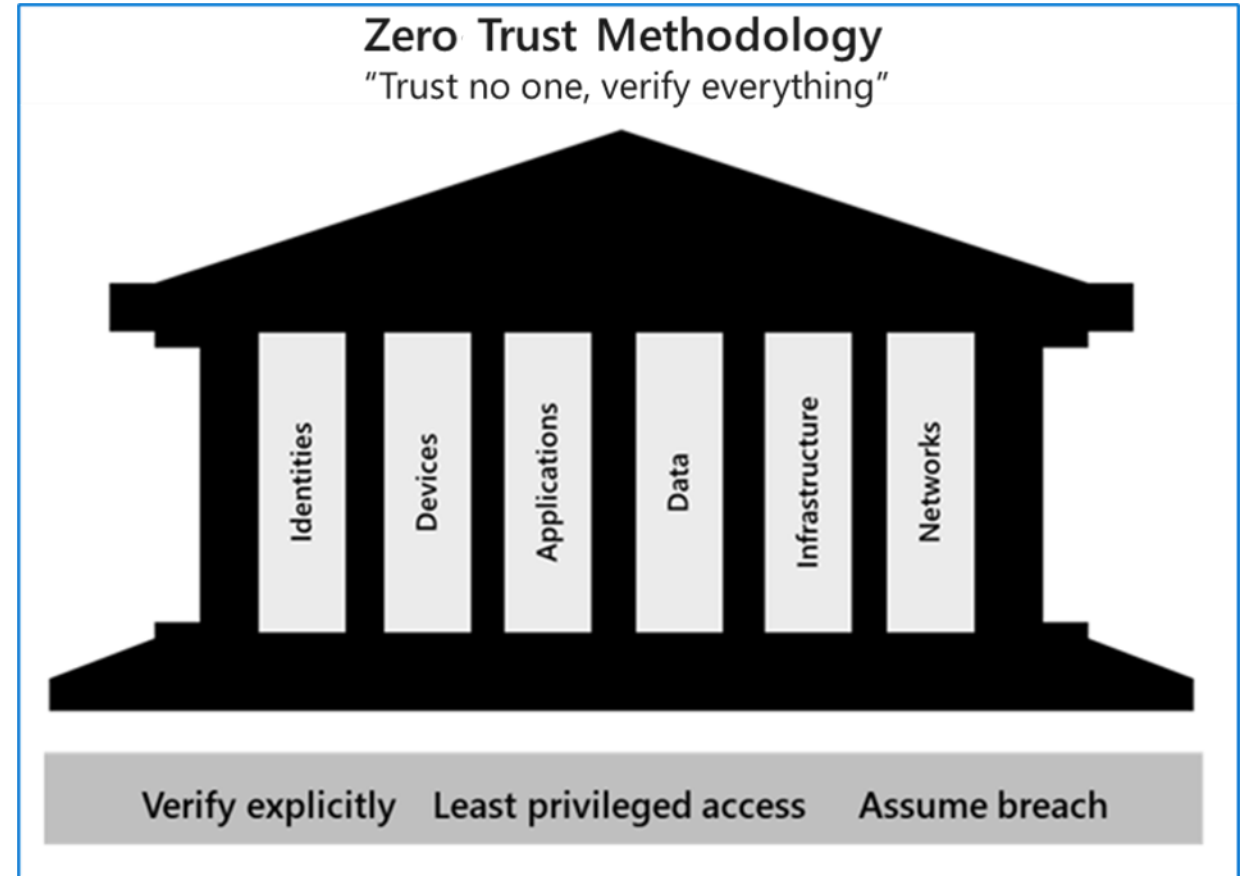 Zero Trust Methodology
“Trust no one, verify everything”
Identities
Devices
Applications
Data
Infrastructure
Networks
Verify explicitly Least privileged access Assume breach